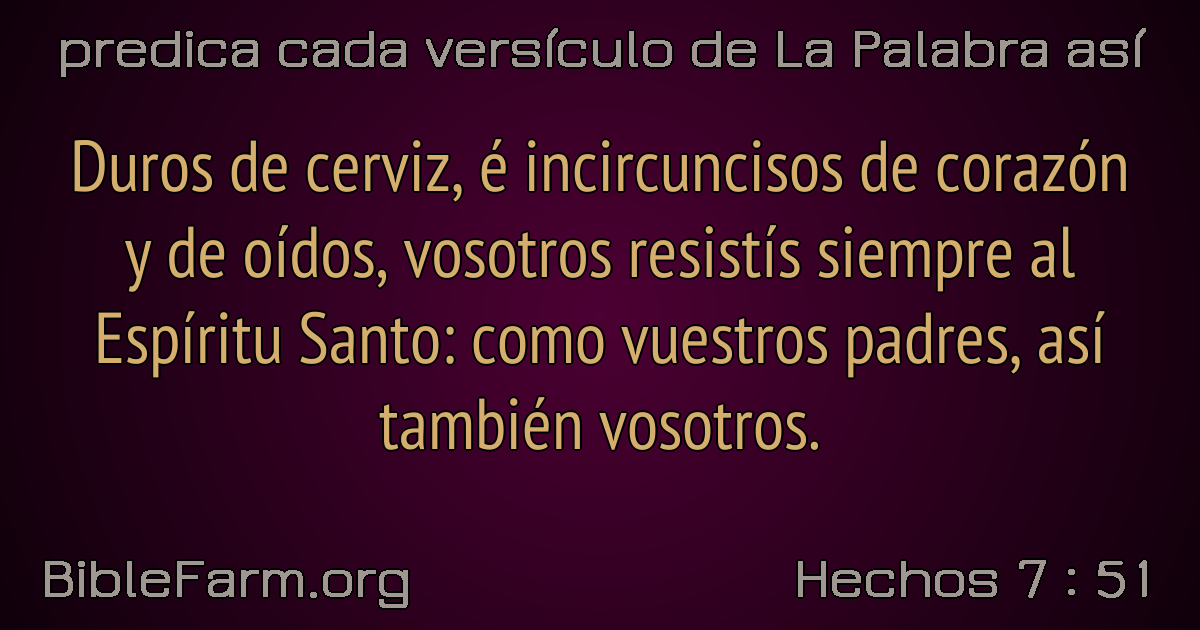 predica cada versículo de La Palabra así
Duros de cerviz, é incircuncisos de corazón
y de oídos, vosotros resistís siempre al
Espíritu Santo: como vuestros padres, así
también vosotros.
BibleFarm.org
Hechos 7 : 51